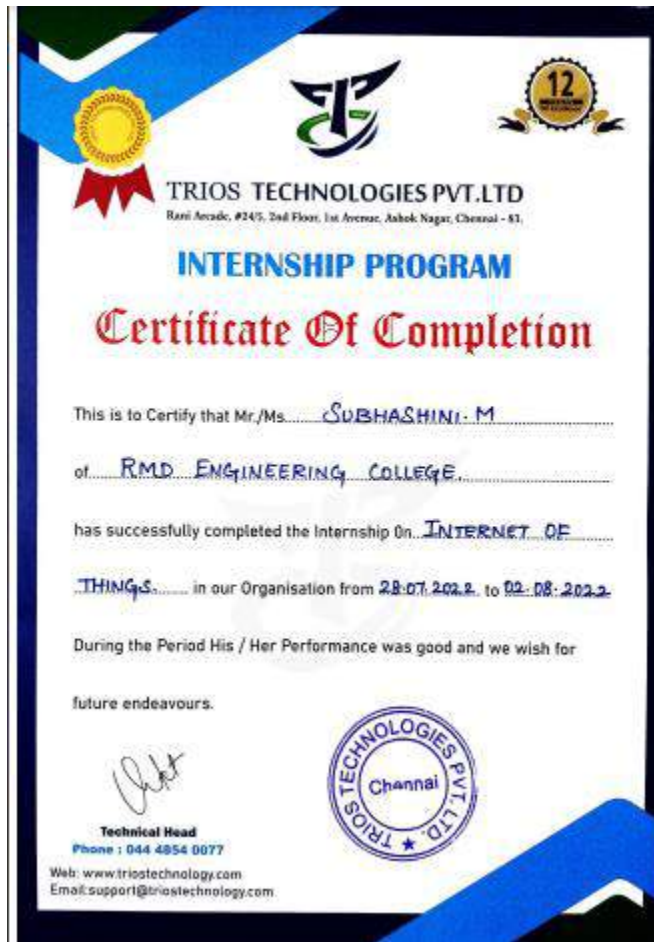 12
TRIOS TECHNOLOGIES PVT.LTD
Rani Arcade, #24/5, 2nd Floor, 1st Avenue, Ashok Nagar, Chennai - 83.
INTERNSHIP PROGRAM
Certificate Of Completion
This is to Certify that Mr./Ms. SUBHASHINI. M
of RMD ENGINEERING COLLEGE.
has successfully completed the Internship On INTERNET OF
THINGS in our Organisation from 28.07.2022 to 02.08.2022
During the Period His / Her Performance was good and we wish for
future endeavours.
TRIOS TECHNOLOGIES PVT. LTD. ★
Chennai
Technical Head
Phone : 044 4854 0077
Web: www.triostechnology.com
Email:support@triostechnology.com